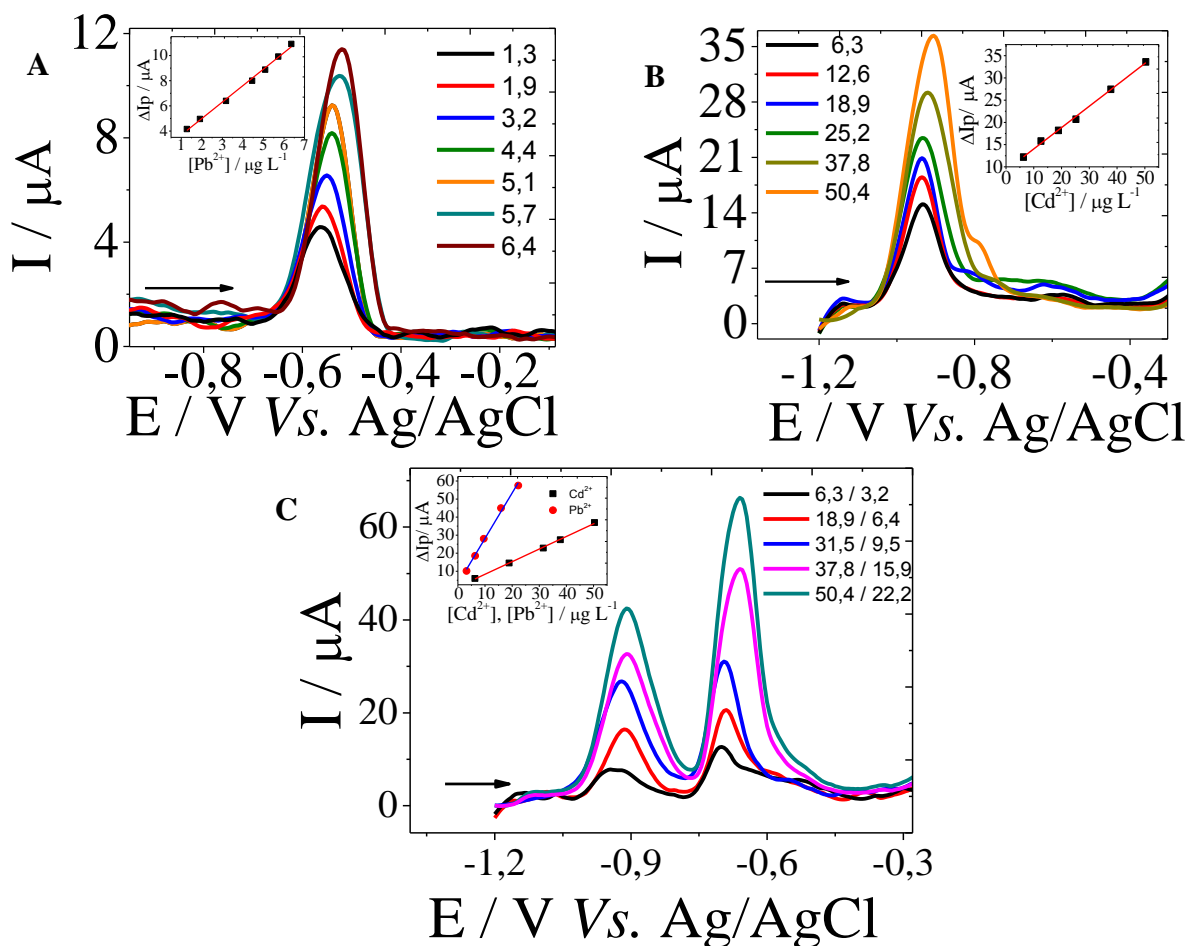 A
ΔIp / μA
10
8
6
4
1 2 3 4 5 6 7
[Pb²⁺] / μg L⁻¹
1,3
1,9
3,2
4,4
5,1
5,7
6,4
I / μA
12
8
4
0
-0,8 -0,6 -0,4 -0,2
E / V Vs. Ag/AgCl
B
6,3
12,6
18,9
25,2
37,8
50,4
ΔIp/ μA
35
30
25
20
15
10
0 10 20 30 40 50
[Cd²⁺] / μg L⁻¹
I / μA
35
28
21
14
7
0
-1,2 -0,8 -0,4
E / V Vs. Ag/AgCl
C
ΔIp/ μA
60
50
40
30
20
10
0
Cd²⁺
Pb²⁺
0 10 20 30 40 50
[Cd²⁺], [Pb²⁺] / μg L⁻¹
6,3 / 3,2
18,9 / 6,4
31,5 / 9,5
37,8 / 15,9
50,4 / 22,2
I / μA
60
40
20
0
-1,2 -0,9 -0,6 -0,3
E / V Vs. Ag/AgCl